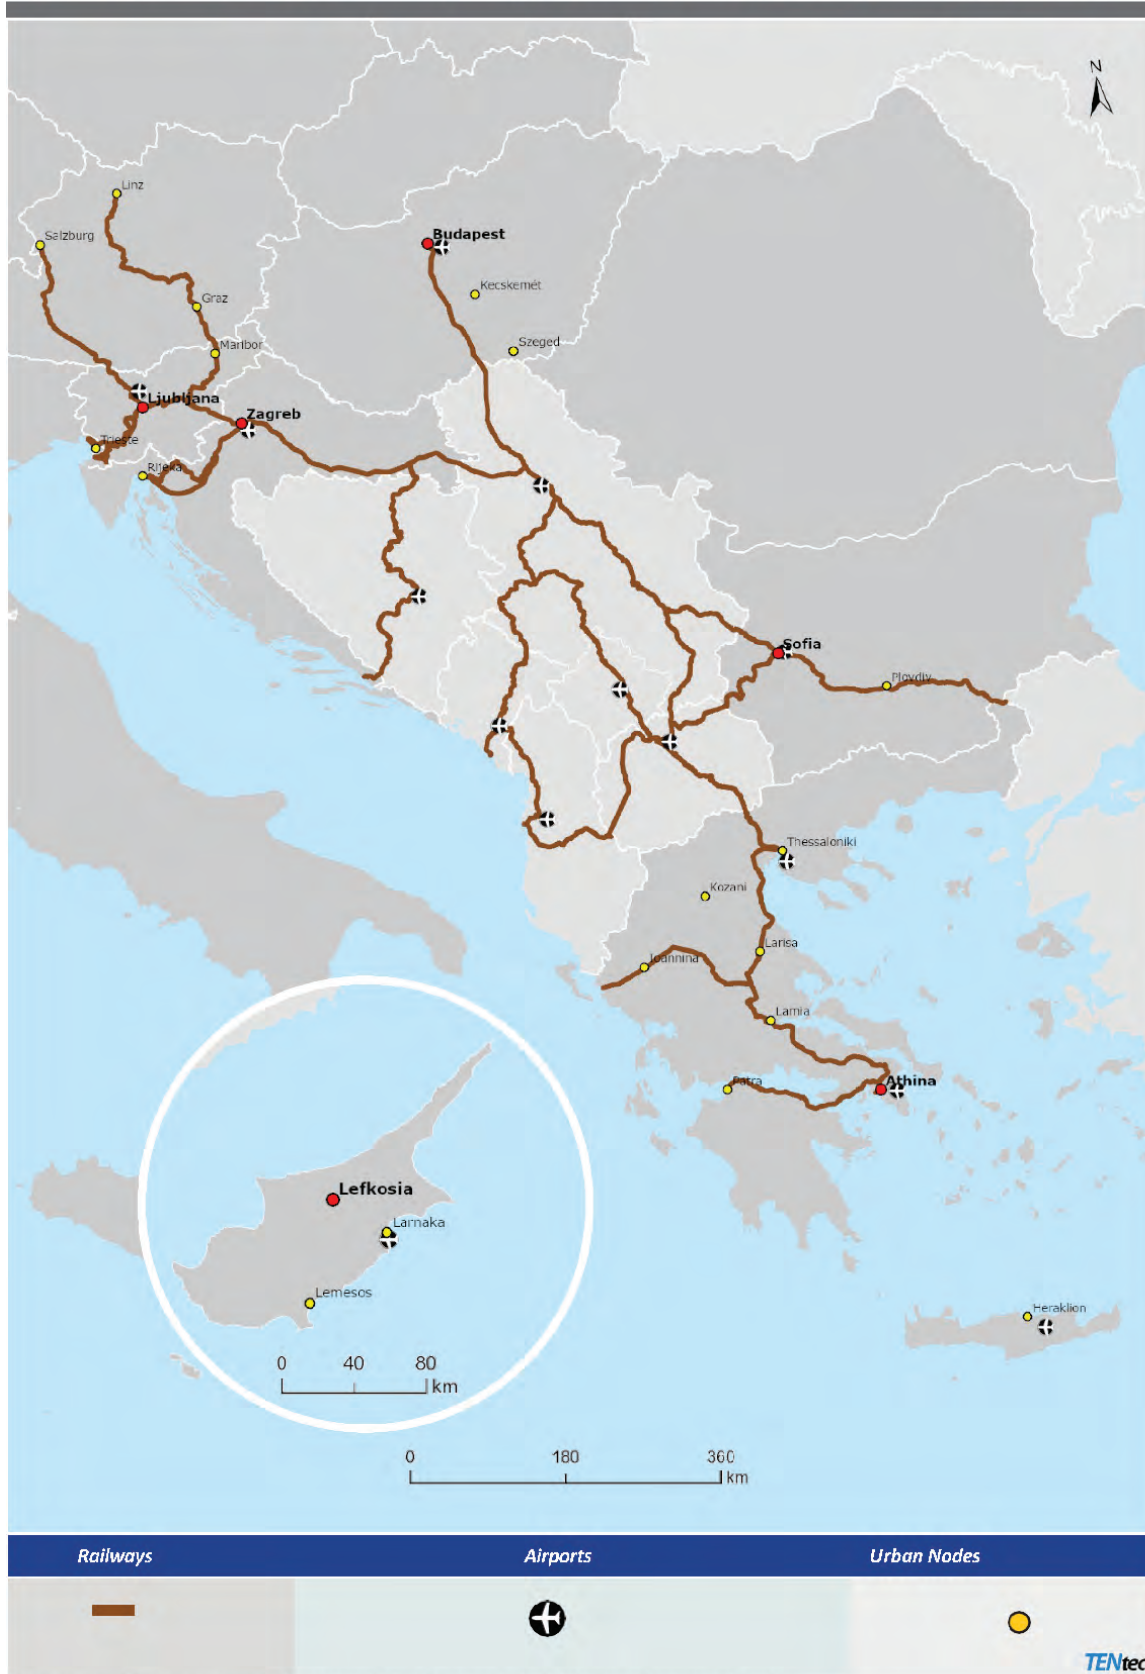 N
Linz
Salzburg
Budapest
Kecskemét
Graz
Maribor
Szeged
Ljubljana
Zagreb
Trieste
Rijeka
Sofia
Plovdiv
Thessaloniki
Kozani
Larisa
Ioannina
Lamia
Patra
Athina
Lefkosia
Larnaka
Lemesos
Heraklion
0 40 80
km
0 180 360
km
Railways Airports Urban Nodes
TENtec